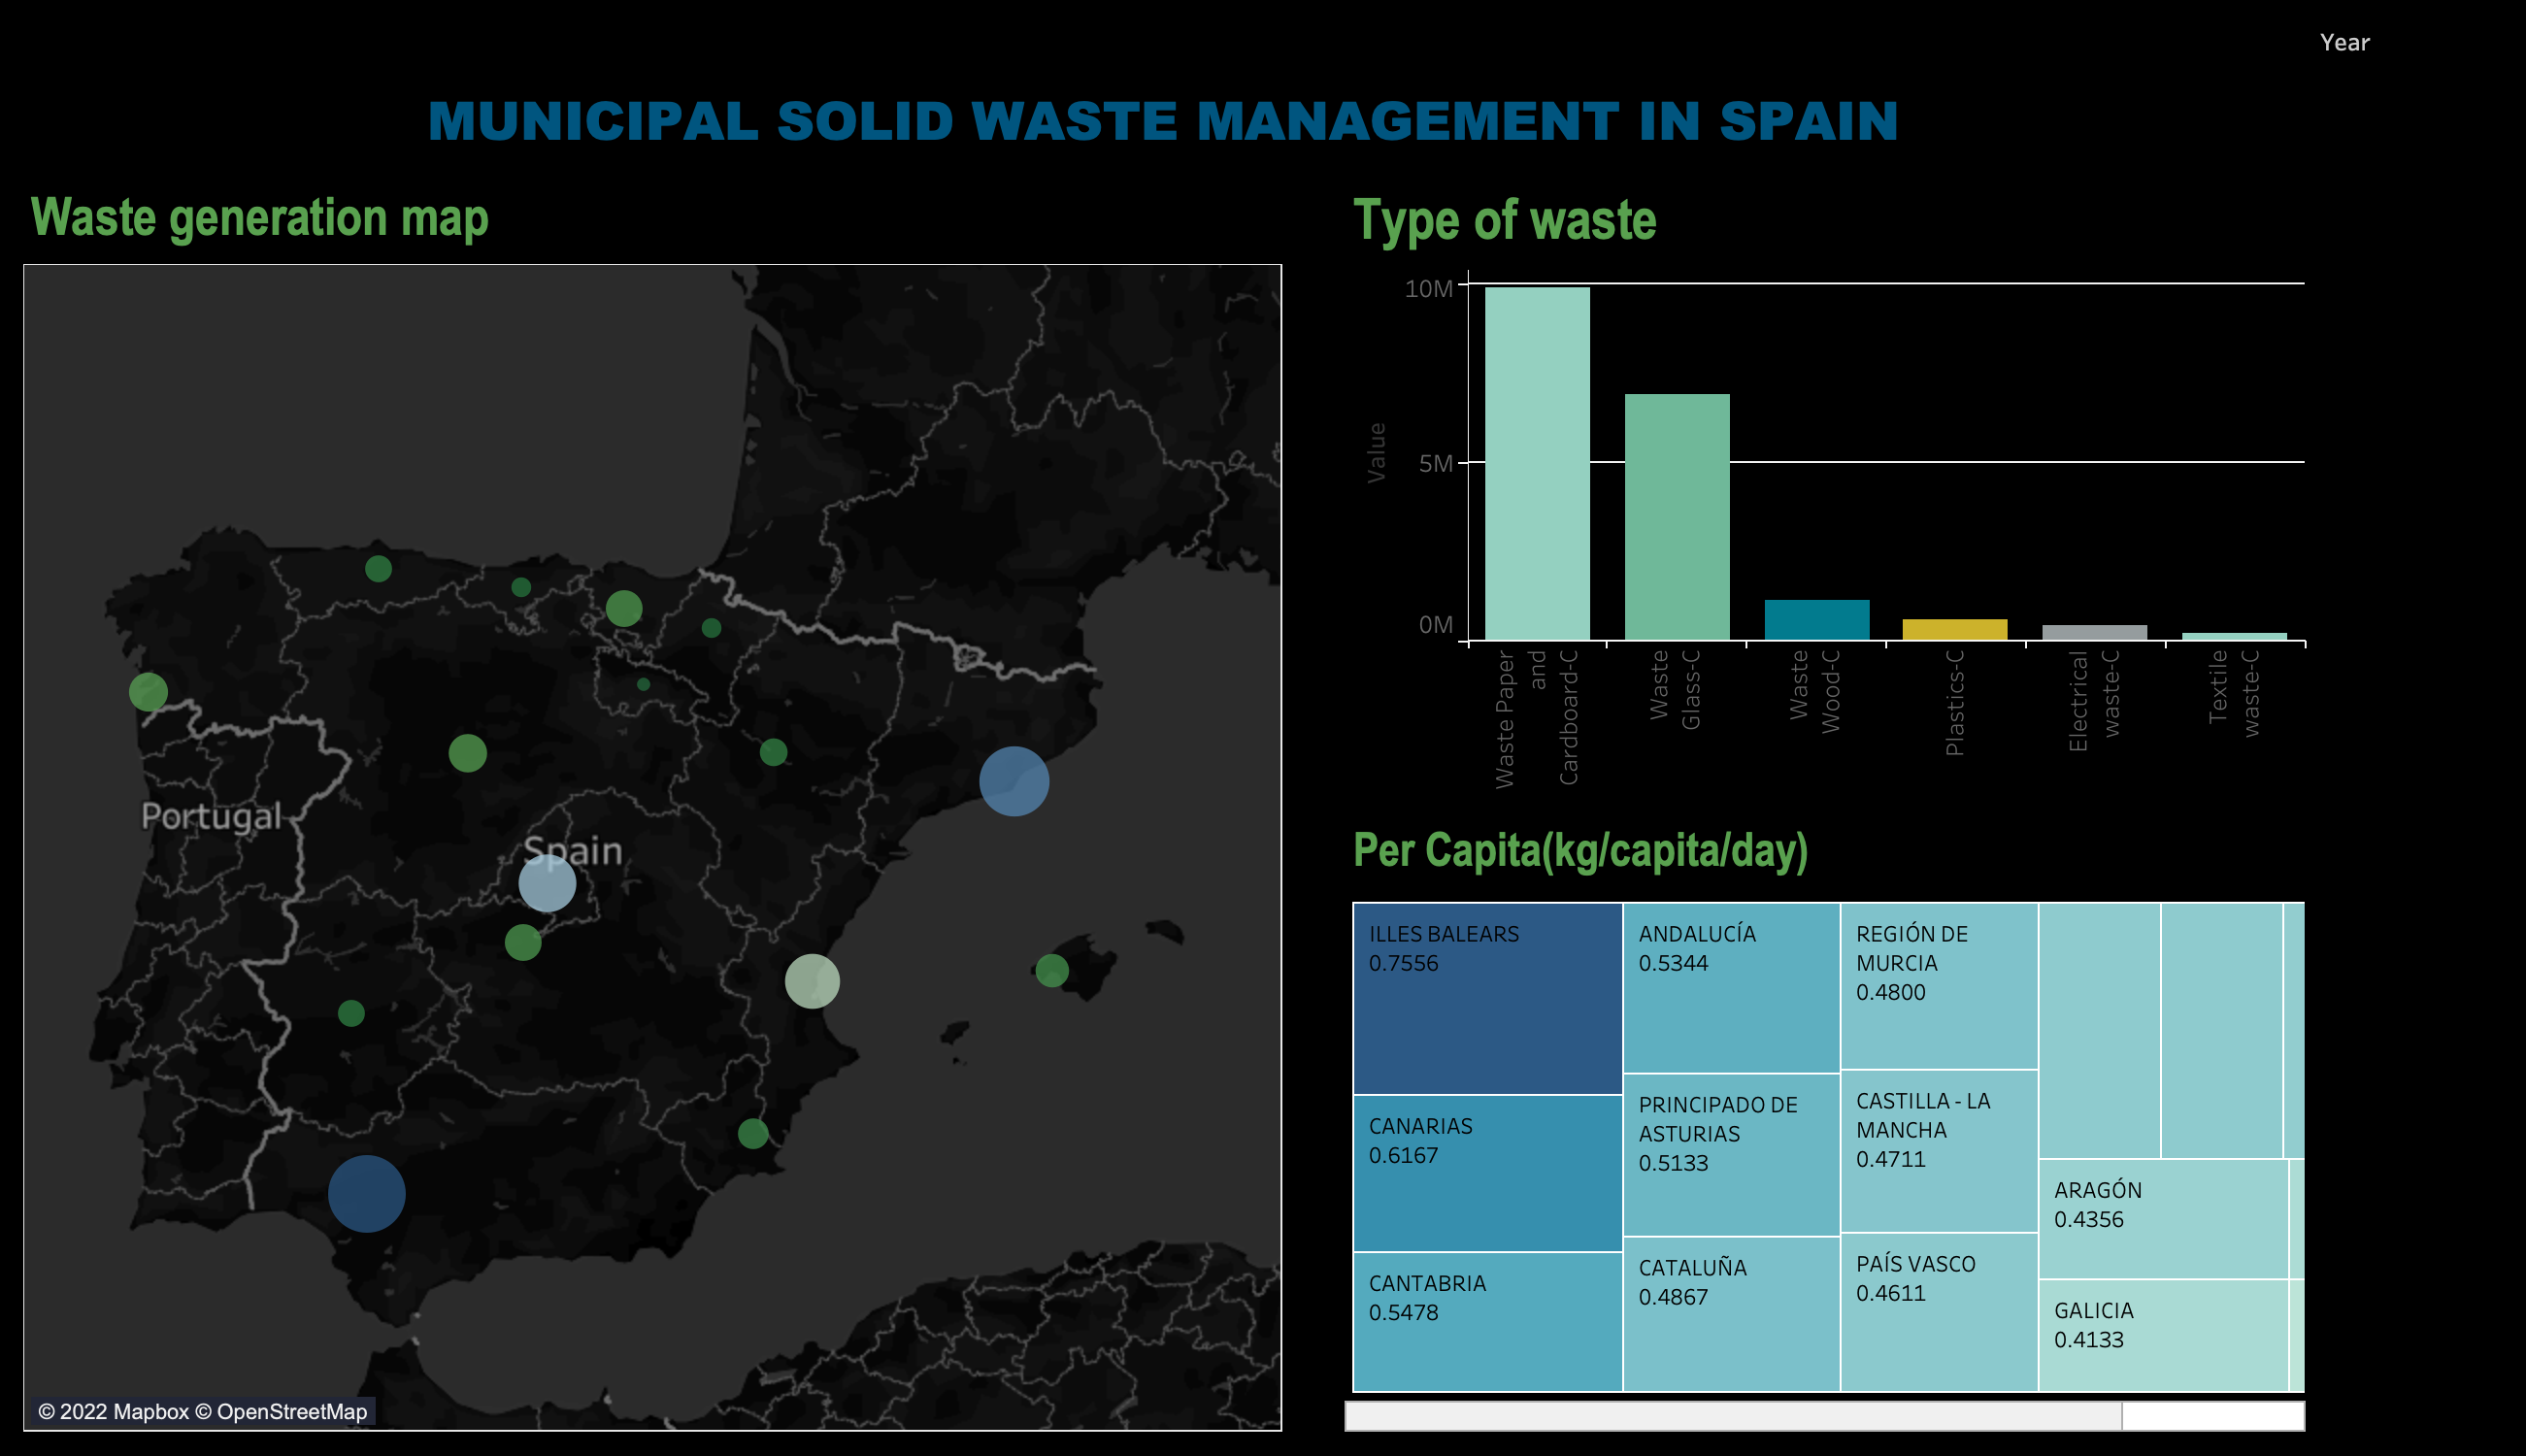 Year
MUNICIPAL SOLID WASTE MANAGEMENT IN SPAIN
Waste generation map
Portugal
Spain
© 2022 Mapbox © OpenStreetMap
Type of waste
Value
10M
5M
0M
Waste Paper
and
Cardboard-C
Waste
Glass-C
Waste
Wood-C
Plastics-C
Electrical
waste-C
Textile
waste-C
Per Capita(kg/capita/day)
ILLES BALEARS
0.7556
CANARIAS
0.6167
CANTABRIA
0.5478
ANDALUCÍA
0.5344
PRINCIPADO DE
ASTURIAS
0.5133
CATALUÑA
0.4867
REGIÓN DE
MURCIA
0.4800
CASTILLA - LA
MANCHA
0.4711
PAÍS VASCO
0.4611
ARAGÓN
0.4356
GALICIA
0.4133